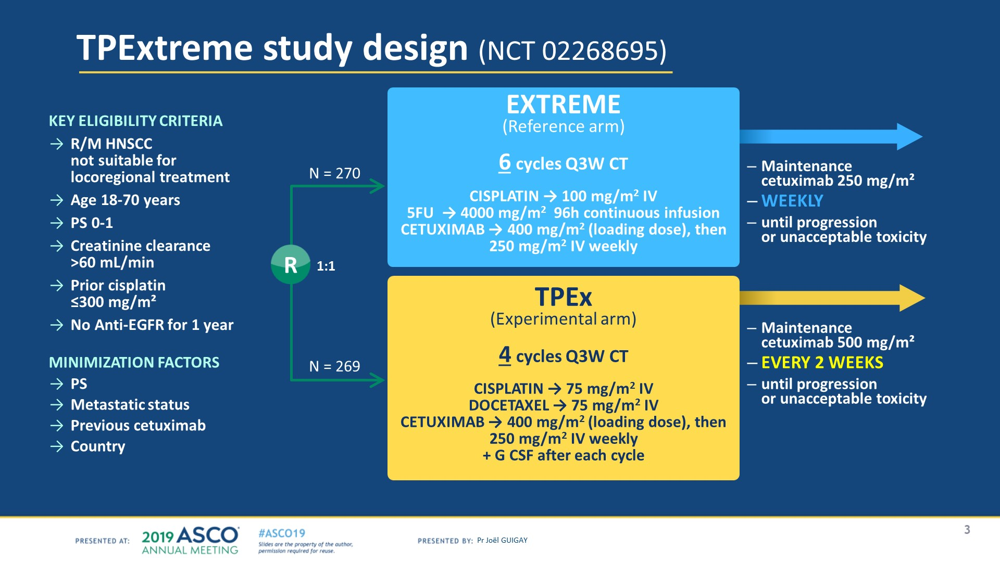 TPExtreme study design (NCT 02268695)
KEY ELIGIBILITY CRITERIA
→ R/M HNSCC
not suitable for
locoregional treatment
→ Age 18-70 years
→ PS 0-1
→ Creatinine clearance
>60 mL/min
→ Prior cisplatin
≤300 mg/m²
→ No Anti-EGFR for 1 year
MINIMIZATION FACTORS
→ PS
→ Metastatic status
→ Previous cetuximab
→ Country
R 1:1
N = 270
N = 269
EXTREME
(Reference arm)
6 cycles Q3W CT
CISPLATIN → 100 mg/m² IV
5FU → 4000 mg/m² 96h continuous infusion
CETUXIMAB → 400 mg/m² (loading dose), then
250 mg/m² IV weekly
– Maintenance
cetuximab 250 mg/m²
– WEEKLY
– until progression
or unacceptable toxicity
TPEx
(Experimental arm)
4 cycles Q3W CT
CISPLATIN → 75 mg/m² IV
DOCETAXEL → 75 mg/m² IV
CETUXIMAB → 400 mg/m² (loading dose), then
250 mg/m² IV weekly
+ G CSF after each cycle
– Maintenance
cetuximab 500 mg/m²
– EVERY 2 WEEKS
– until progression
or unacceptable toxicity
PRESENTED AT:
2019 ASCO
ANNUAL MEETING
#ASCO19
Slides are the property of the author,
permission required for reuse.
PRESENTED BY: Pr Joël GUIGAY
3